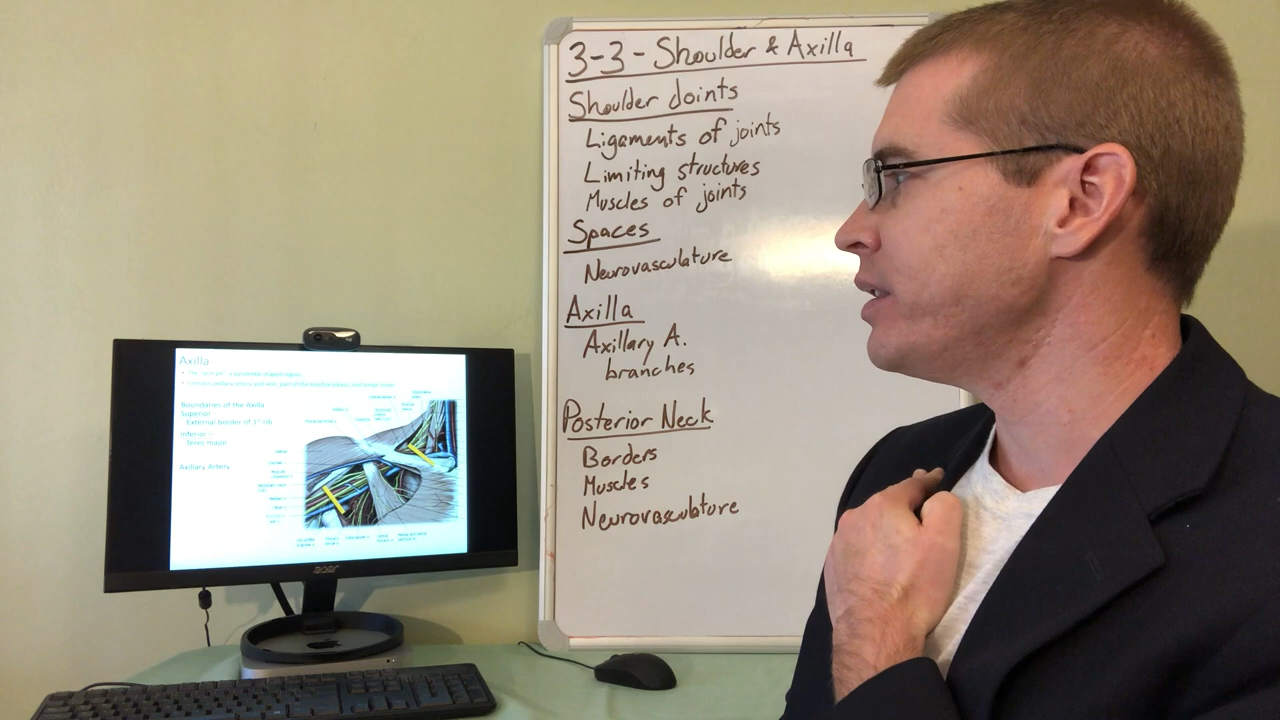 3-3 - Shoulder & Axilla
Shoulder Joints
Ligaments of joints
Limiting structures
Muscles of joints
Spaces
Neurovasculature
Axilla
Axillary A.
branches
Posterior Neck
Borders
Muscles
Neurovasculature
Axilla
Boundaries of the Axilla
Superior
External border of 1st rib
Inferior
Teres major
Axillary Artery
acer